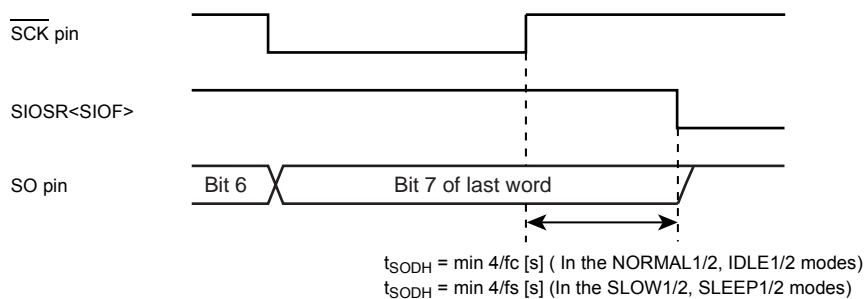 SCK pin
SIOSR<SIOF>
SO pin
Bit 6
Bit 7 of last word
tSODH = min 4/fc [s] ( In the NORMAL1/2, IDLE1/2 modes)
tSODH = min 4/fs [s] (In the SLOW1/2, SLEEP1/2 modes)